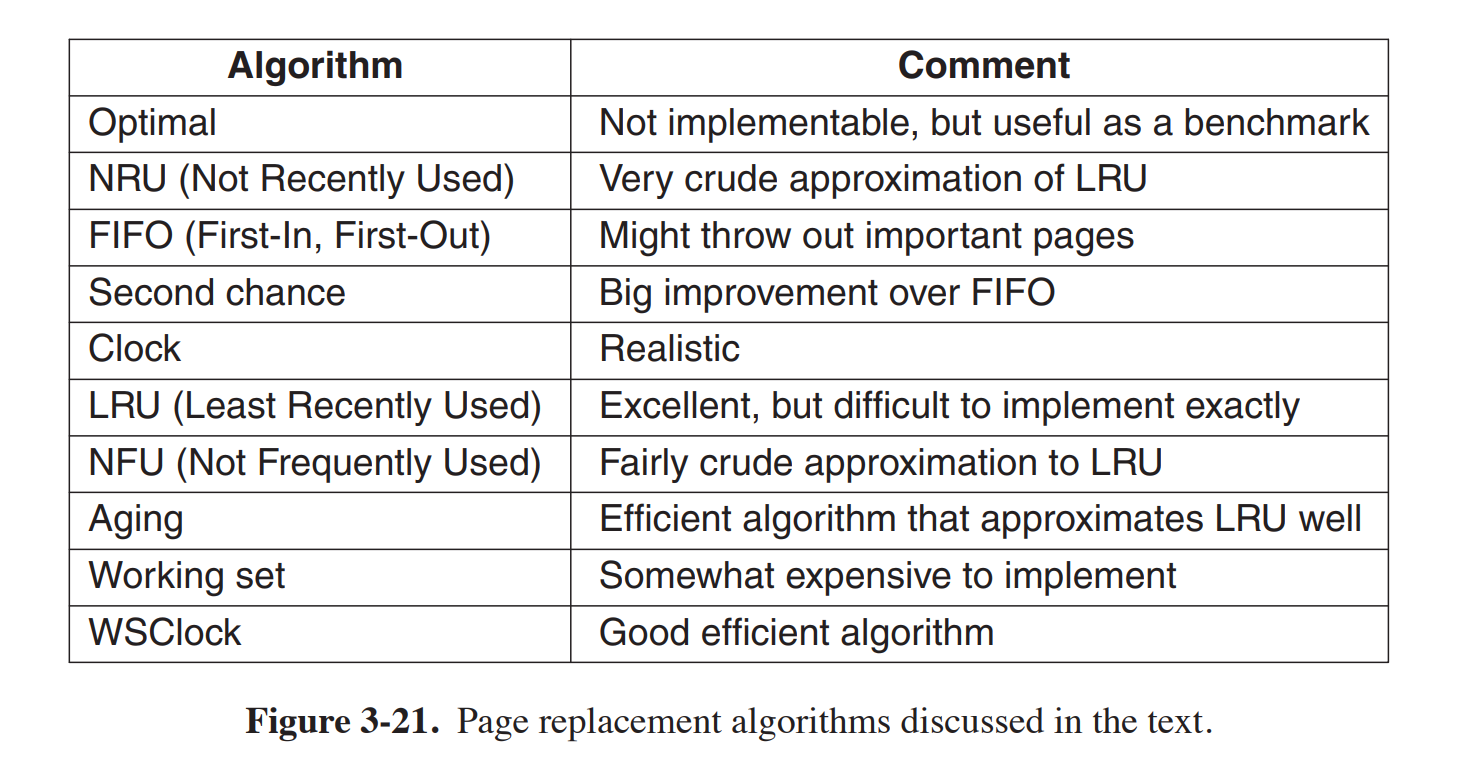 Algorithm Comment
Optimal Not implementable, but useful as a benchmark
NRU (Not Recently Used) Very crude approximation of LRU
FIFO (First-In, First-Out) Might throw out important pages
Second chance Big improvement over FIFO
Clock Realistic
LRU (Least Recently Used) Excellent, but difficult to implement exactly
NFU (Not Frequently Used) Fairly crude approximation to LRU
Aging Efficient algorithm that approximates LRU well
Working set Somewhat expensive to implement
WSClock Good efficient algorithm
Figure 3-21. Page replacement algorithms discussed in the text.